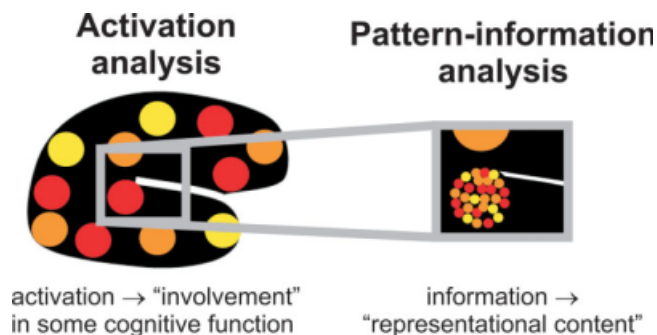 Activation
analysis
Pattern-information
analysis
activation → “involvement”
in some cognitive function
information →
“representational content”